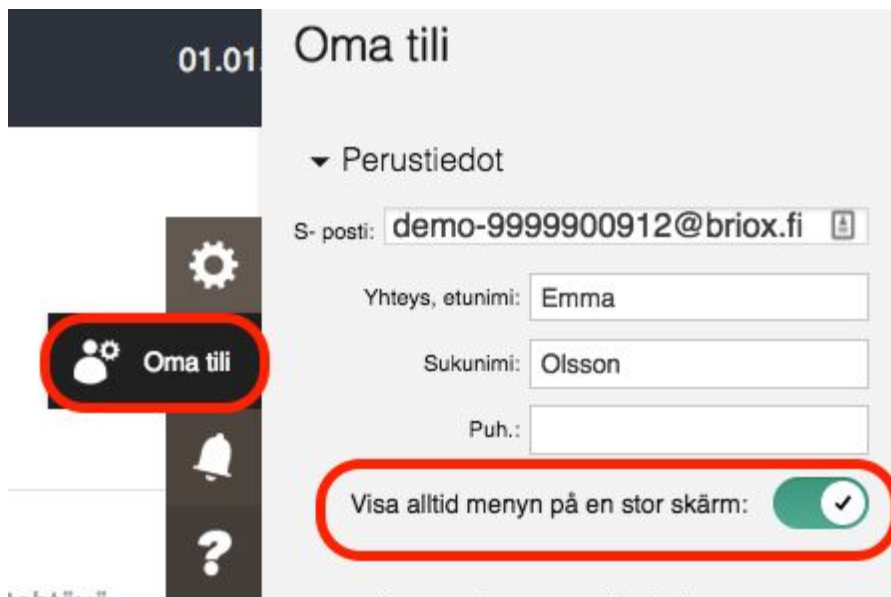 01.01.
Oma tili
Perustiedot
S- posti: demo-9999900912@briox.fi
Yhteys, etunimi: Emma
Oma tili
Sukunimi: Olsson
Puh.:
Visa alltid menyn på en stor skärm:
?